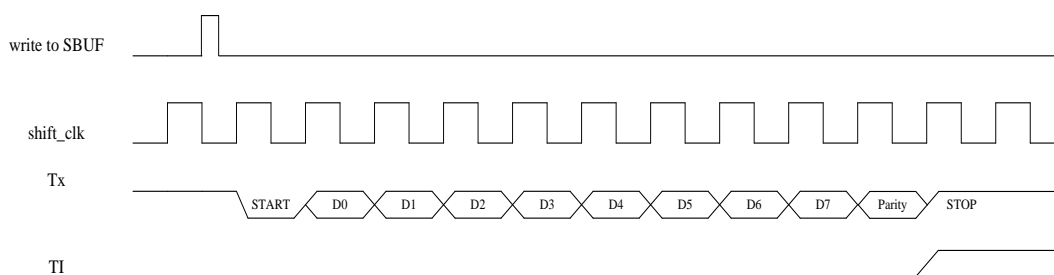 write to SBUF
shift_clk
Tx
START D0 D1 D2 D3 D4 D5 D6 D7 Parity STOP
TI